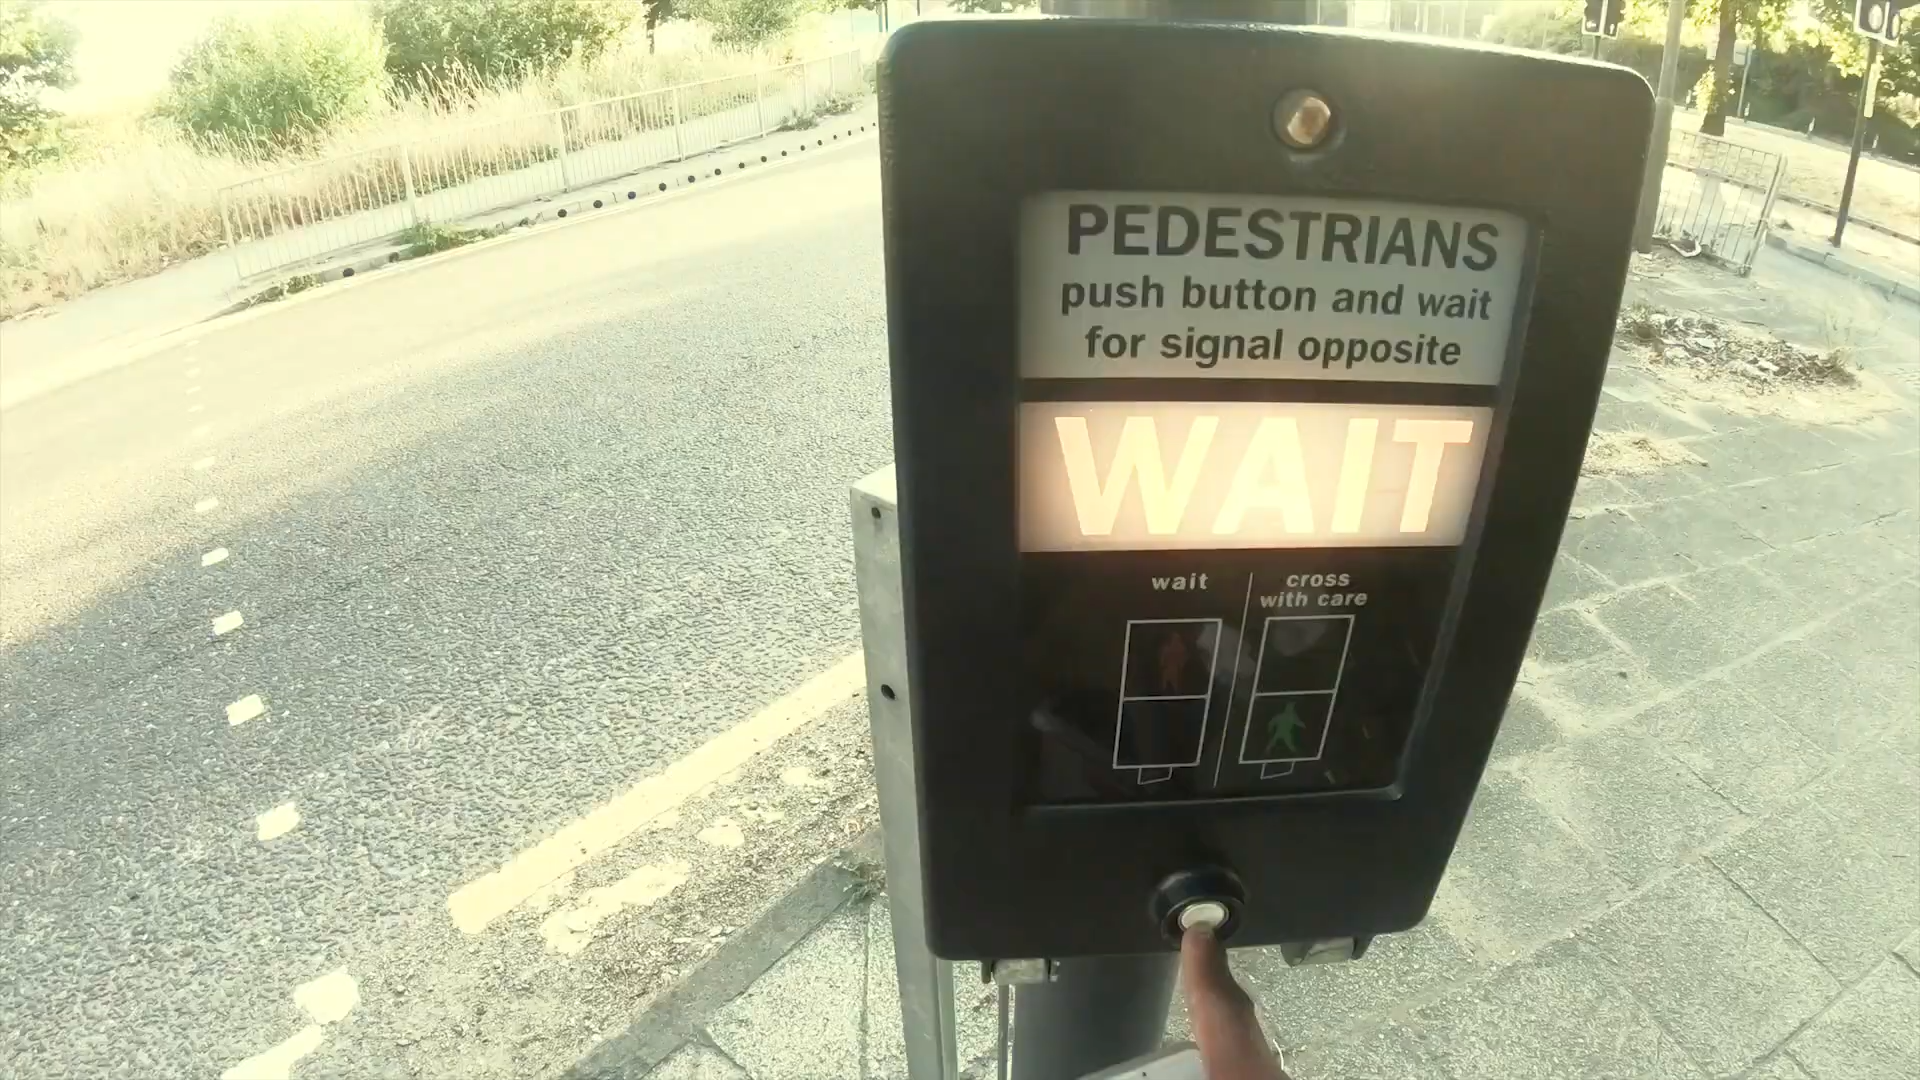 PEDESTRIANS
push button and wait
for signal opposite
WAIT
wait
cross
with care